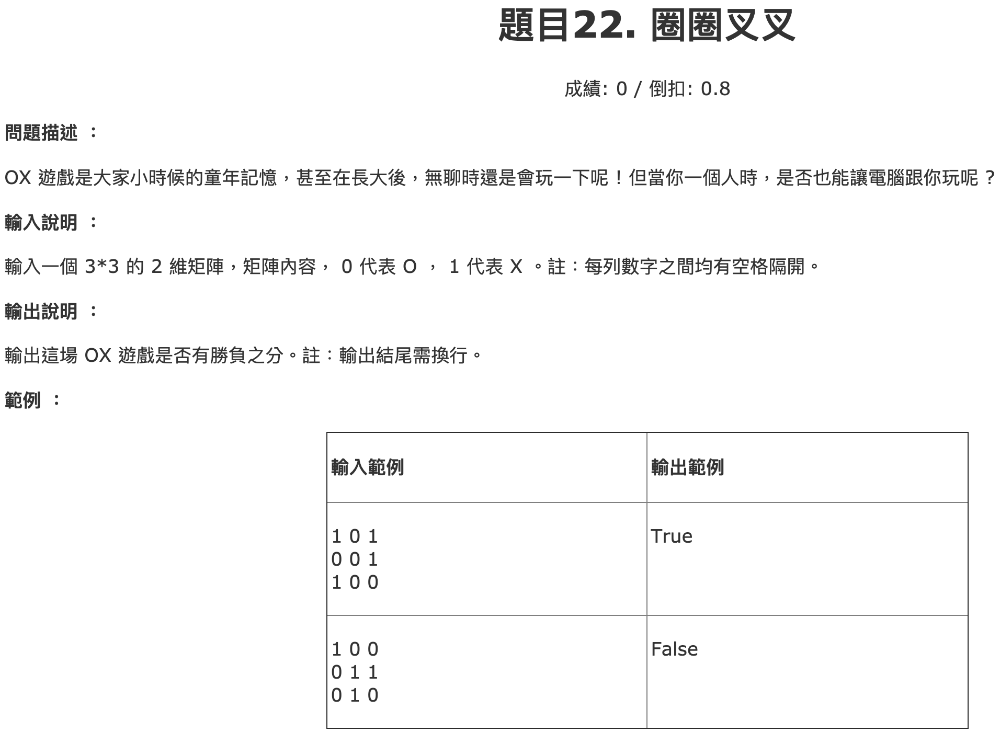 題目22. 圈圈叉叉
成績: 0 / 倒扣: 0.8
問題描述 ：
OX 遊戲是大家小時候的童年記憶，甚至在長大後，無聊時還是會玩一下呢！但當你一個人時，是否也能讓電腦跟你玩呢？
輸入說明 ：
輸入一個 3*3 的 2 維矩陣，矩陣內容， 0 代表 O ， 1 代表 X 。註：每列數字之間均有空格隔開。
輸出說明 ：
輸出這場 OX 遊戲是否有勝負之分。註：輸出結尾需換行。
範例 ：
輸入範例 輸出範例
1 0 1 True
0 0 1
1 0 0
1 0 0 False
0 1 1
0 1 0